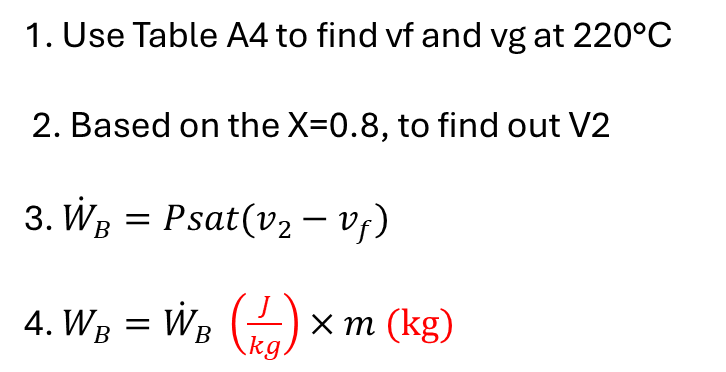 1. Use Table A4 to find vf and vg at 220°C
2. Based on the X=0.8, to find out V2
3. Ẇ_B = Psat(v₂ − v_f)
4. W_B = Ẇ_B (J/kg) × m (kg)